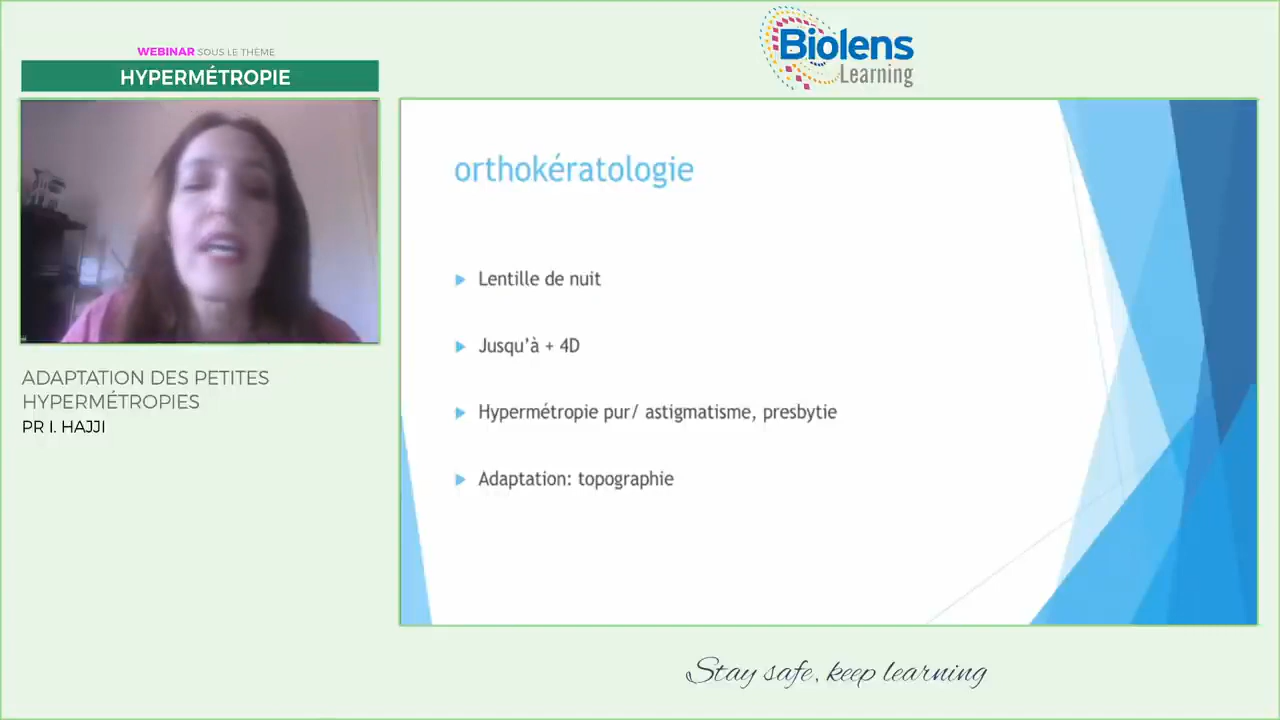 WEBINAR SOUS LE THÈME
HYPERMÉTROPIE
Biolens
Learning
ADAPTATION DES PETITES
HYPERMÉTROPIES
PR I. HAJJI
orthokératologie
Lentille de nuit
Jusqu’à + 4D
Hypermétropie pur/ astigmatisme, presbytie
Adaptation: topographie
Stay safe, keep learning